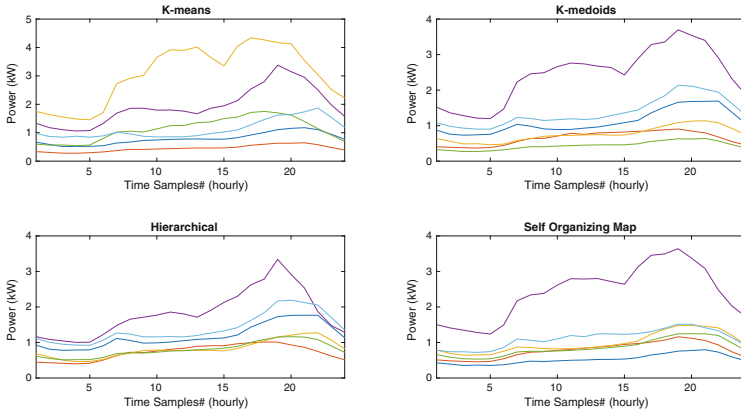 K-means
5
4
3
2
1
0
Power (kW)
5 10 15 20
Time Samples# (hourly)
K-medoids
4
3
2
1
0
Power (kW)
5 10 15 20
Time Samples# (hourly)
Hierarchical
4
3
2
1
0
Power (kW)
5 10 15 20
Time Samples# (hourly)
Self Organizing Map
4
3
2
1
0
Power (kW)
5 10 15 20
Time Samples# (hourly)